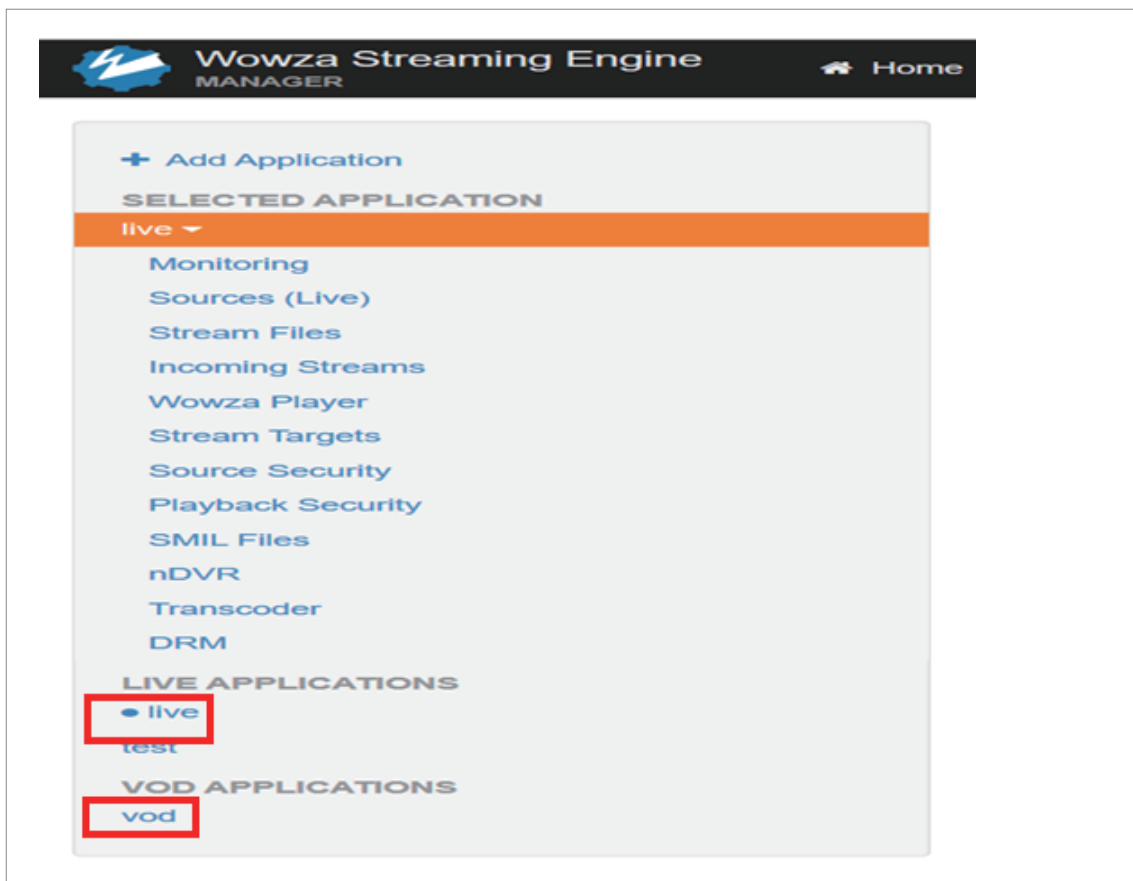 Wowza Streaming Engine
MANAGER
Home
+ Add Application
SELECTED APPLICATION
live
Monitoring
Sources (Live)
Stream Files
Incoming Streams
Wowza Player
Stream Targets
Source Security
Playback Security
SMIL Files
nDVR
Transcoder
DRM
LIVE APPLICATIONS
• live
test
VOD APPLICATIONS
vod